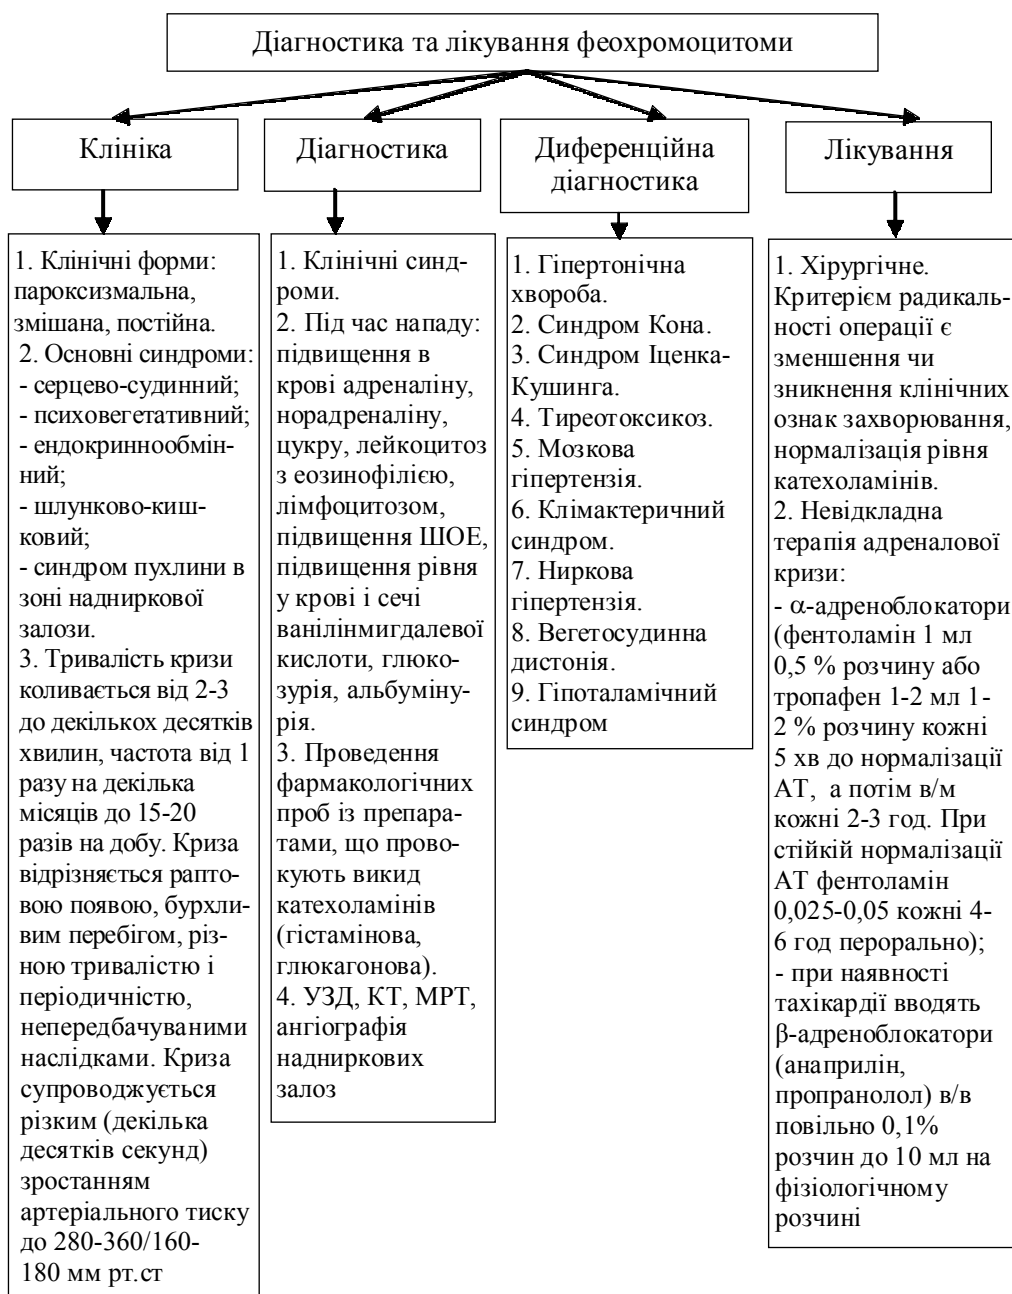 Діагностика та лікування феохромоцитоми
Клініка
1. Клінічні форми:
пароксизмальна,
змішана, постійна.
2. Основні синдроми:
- серцево-судинний;
- психовегетативний;
- ендокриннообмін-
ний;
- шлунково-киш-
ковий;
- синдром пухлини в
зоні надниркової
залози.
3. Тривалість кризи
коливається від 2-3
до декількох десятків
хвилин, частота від 1
разу на декілька
місяців до 15-20
разів на добу. Криза
відрізняється рапто-
вою появою, бурхли-
вим перебігом, різ-
ною тривалістю і
періодичністю,
непередбачуваними
наслідками. Криза
супроводжується
різким (декілька
десятків секунд)
зростанням
артеріального тиску
до 280-360/160-
180 мм рт.ст
Діагностика
1. Клінічні синд-
роми.
2. Під час нападу:
підвищення в
крові адреналіну,
норадреналіну,
цукру, лейкоцитоз
з еозинофілією,
лімфоцитозом,
підвищення ШОЕ,
підвищення рівня
у крові і сечі
ванілінмигдалевої
кислоти, глюко-
зурія, альбуміну-
рія.
3. Проведення
фармакологічних
проб із препара-
тами, що прово-
кують викид
катехоламінів
(гістамінова,
глюкагонова).
4. УЗД, КТ, МРТ,
ангіографія
надниркових
залоз
Диференційна
діагностика
1. Гіпертонічна
хвороба.
2. Синдром Кона.
3. Синдром Іценка-
Кушинга.
4. Тиреотоксикоз.
5. Мозкова
гіпертензія.
6. Клімактеричний
синдром.
7. Ниркова
гіпертензія.
8. Вегетосудинна
дистонія.
9. Гіпоталамічний
синдром
Лікування
1. Хірургічне.
Критерієм радикаль-
ності операції є
зменшення чи
зникнення клінічних
ознак захворювання,
нормалізація рівня
катехоламінів.
2. Невідкладна
терапія адреналової
кризи:
- α-адреноблокатори
(фентоламін 1 мл
0,5 % розчину або
тропафен 1-2 мл 1-
2 % розчину кожні
5 хв до нормалізації
АТ, а потім в/м
кожні 2-3 год. При
стійкій нормалізації
АТ фентоламін
0,025-0,05 кожні 4-
6 год перорально);
- при наявності
тахікардії вводять
β-адреноблокатори
(анаприлін,
пропранолол) в/в
повільно 0,1%
розчин до 10 мл на
фізіологічному
розчині